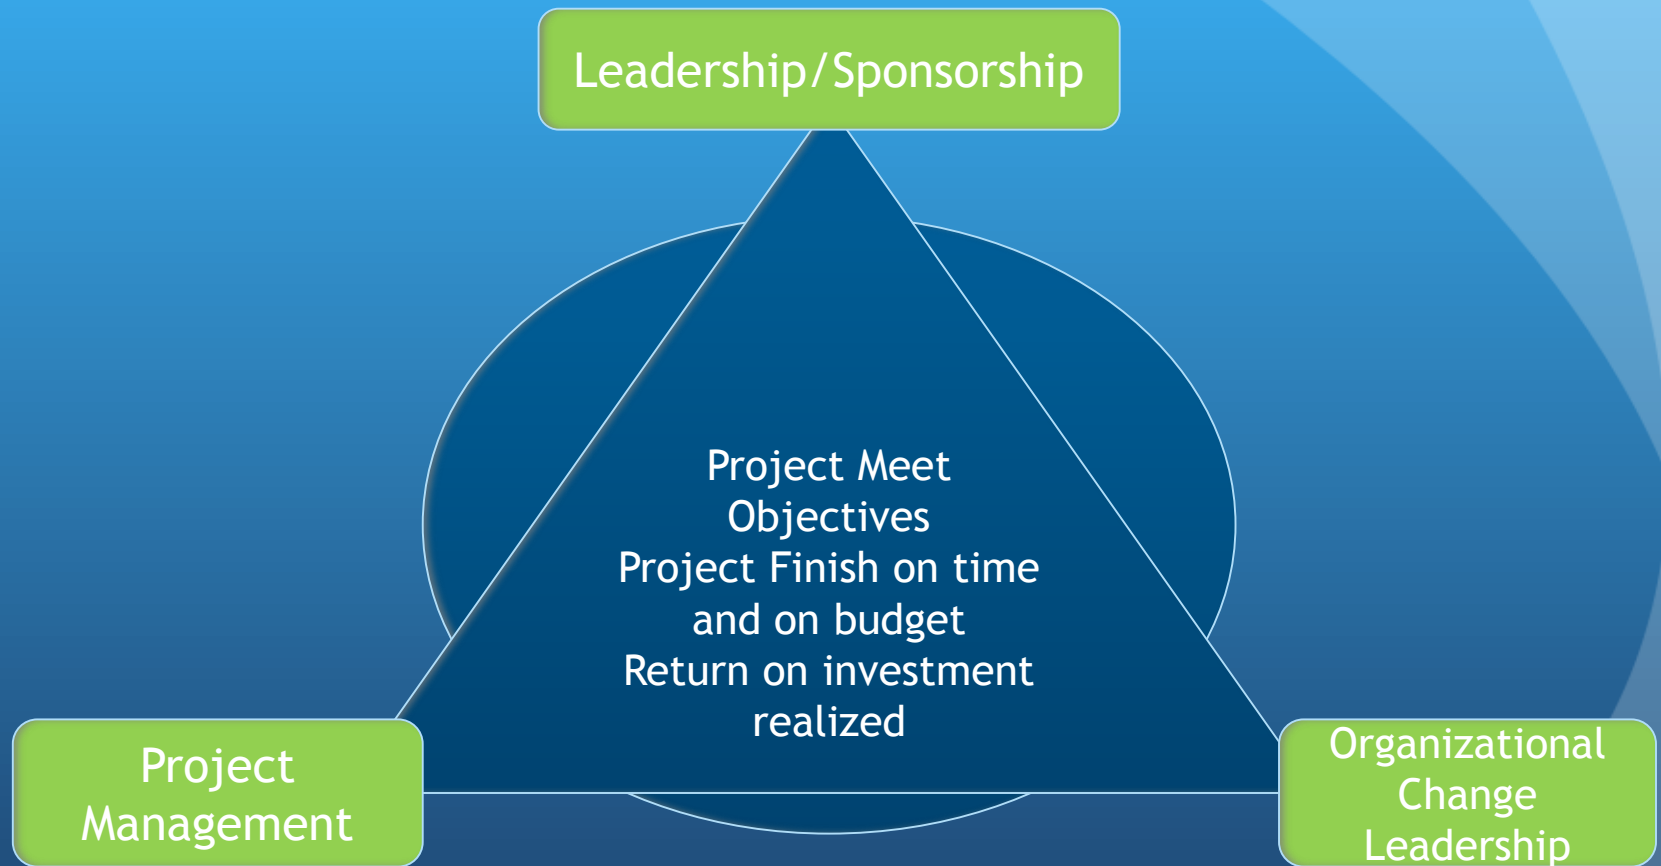 Leadership/Sponsorship
Project Meet
Objectives
Project Finish on time
and on budget
Return on investment
realized
Project
Management
Organizational
Change
Leadership